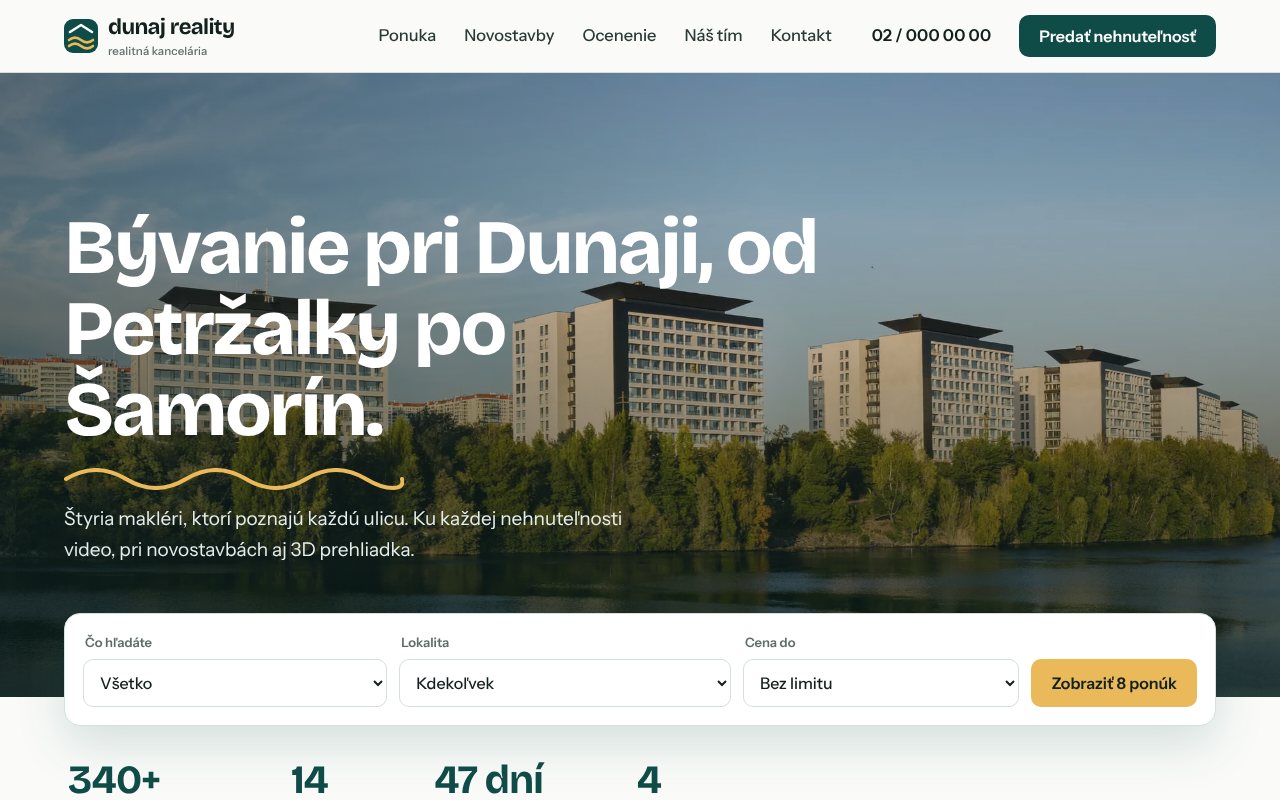 dunaj reality
realitná kancelária
Ponuka
Novostavby
Ocenenie
Náš tím
Kontakt
02 / 000 00 00
Predať nehnuteľnosť
Bývanie pri Dunaji, od
Petržalky po
Šamorín.
Štyria makléri, ktorí poznajú každú ulicu. Ku každej nehnuteľnosti
video, pri novostavbách aj 3D prehliadka.
Čo hľadáte
Lokalita
Cena do
Všetko
Kdekoľvek
Bez limitu
Zobraziť 8 ponúk
340+
14
47 dní
4